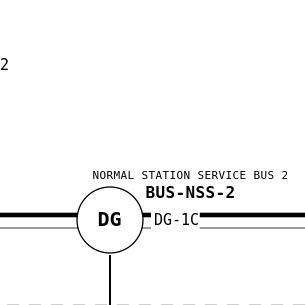 2
NORMAL STATION SERVICE BUS 2
BUS-NSS-2
DG
DG-1C